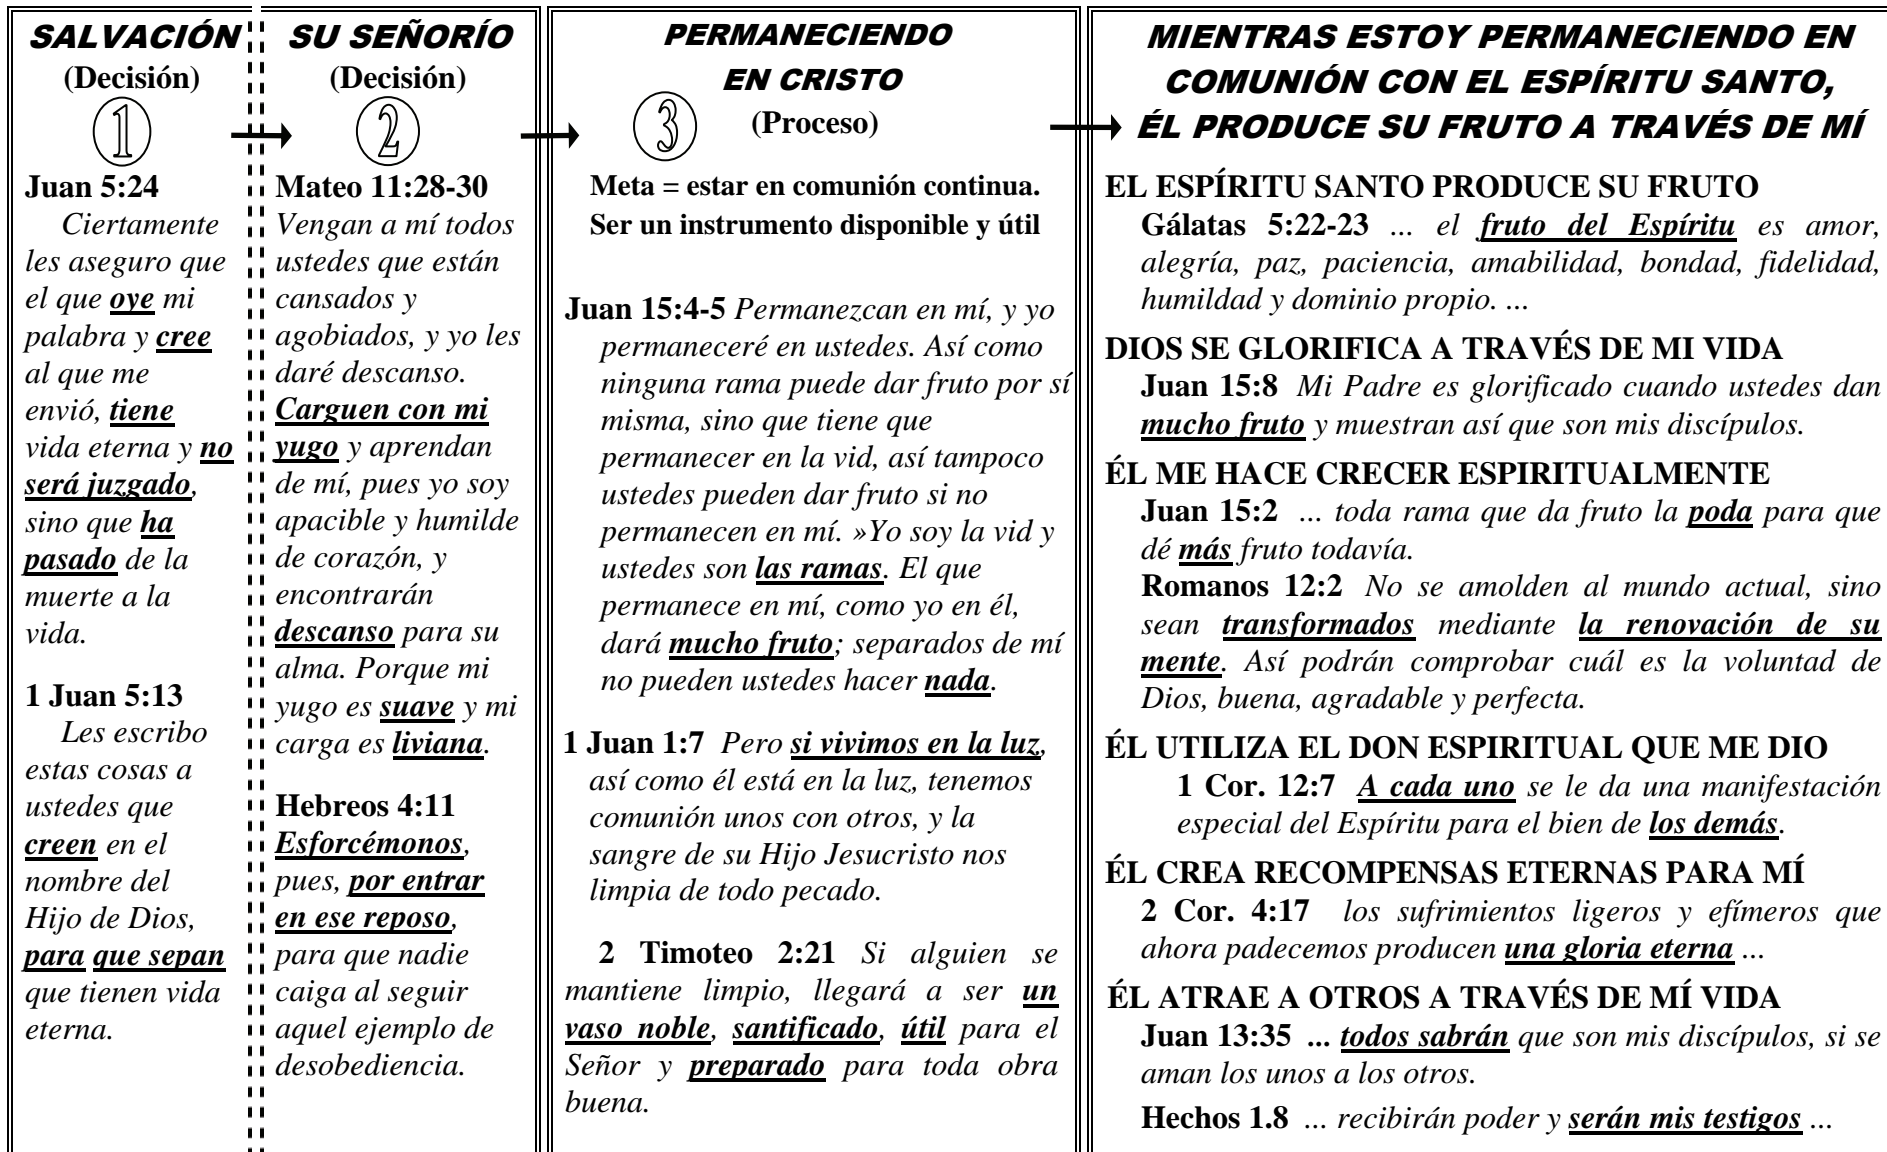 SALVACIÓN
(Decisión)
1
Juan 5:24
Ciertamente
les aseguro que
el que oye mi
palabra y cree
al que me
envió, tiene
vida eterna y no
será juzgado,
sino que ha
pasado de la
muerte a la
vida.
1 Juan 5:13
Les escribo
estas cosas a
ustedes que
creen en el
nombre del
Hijo de Dios,
para que sepan
que tienen vida
eterna.
SU SEÑORÍO
(Decisión)
2
Mateo 11:28-30
Vengan a mí todos
ustedes que están
cansados y
agobiados, y yo les
daré descanso.
Carguen con mi
yugo y aprendan
de mí, pues yo soy
apacible y humilde
de corazón, y
encontrarán
descanso para su
alma. Porque mi
yugo es suave y mi
carga es liviana.
Hebreos 4:11
Esforcémonos,
pues, por entrar
en ese reposo,
para que nadie
caiga al seguir
aquel ejemplo de
desobediencia.
PERMANECIENDO
EN CRISTO
3 (Proceso)
Meta = estar en comunión continua.
Ser un instrumento disponible y útil
Juan 15:4-5 Permanezcan en mí, y yo
permaneceré en ustedes. Así como
ninguna rama puede dar fruto por sí
misma, sino que tiene que
permanecer en la vid, así tampoco
ustedes pueden dar fruto si no
permanecen en mí. »Yo soy la vid y
ustedes son las ramas. El que
permanece en mí, como yo en él,
dará mucho fruto; separados de mí
no pueden ustedes hacer nada.
1 Juan 1:7 Pero si vivimos en la luz,
así como él está en la luz, tenemos
comunión unos con otros, y la
sangre de su Hijo Jesucristo nos
limpia de todo pecado.
2 Timoteo 2:21 Si alguien se
mantiene limpio, llegará a ser un
vaso noble, santificado, útil para el
Señor y preparado para toda obra
buena.
MIENTRAS ESTOY PERMANECIENDO EN
COMUNIÓN CON EL ESPÍRITU SANTO,
ÉL PRODUCE SU FRUTO A TRAVÉS DE MÍ
EL ESPÍRITU SANTO PRODUCE SU FRUTO
Gálatas 5:22-23 ... el fruto del Espíritu es amor,
alegría, paz, paciencia, amabilidad, bondad, fidelidad,
humildad y dominio propio. ...
DIOS SE GLORIFICA A TRAVÉS DE MI VIDA
Juan 15:8 Mi Padre es glorificado cuando ustedes dan
mucho fruto y muestran así que son mis discípulos.
ÉL ME HACE CRECER ESPIRITUALMENTE
Juan 15:2 ... toda rama que da fruto la poda para que
dé más fruto todavía.
Romanos 12:2 No se amolden al mundo actual, sino
sean transformados mediante la renovación de su
mente. Así podrán comprobar cuál es la voluntad de
Dios, buena, agradable y perfecta.
ÉL UTILIZA EL DON ESPIRITUAL QUE ME DIO
1 Cor. 12:7 A cada uno se le da una manifestación
especial del Espíritu para el bien de los demás.
ÉL CREA RECOMPENSAS ETERNAS PARA MÍ
2 Cor. 4:17 los sufrimientos ligeros y efímeros que
ahora padecemos producen una gloria eterna ...
ÉL ATRAE A OTROS A TRAVÉS DE MÍ VIDA
Juan 13:35 ... todos sabrán que son mis discípulos, si se
aman los unos a los otros.
Hechos 1.8 ... recibirán poder y serán mis testigos ...